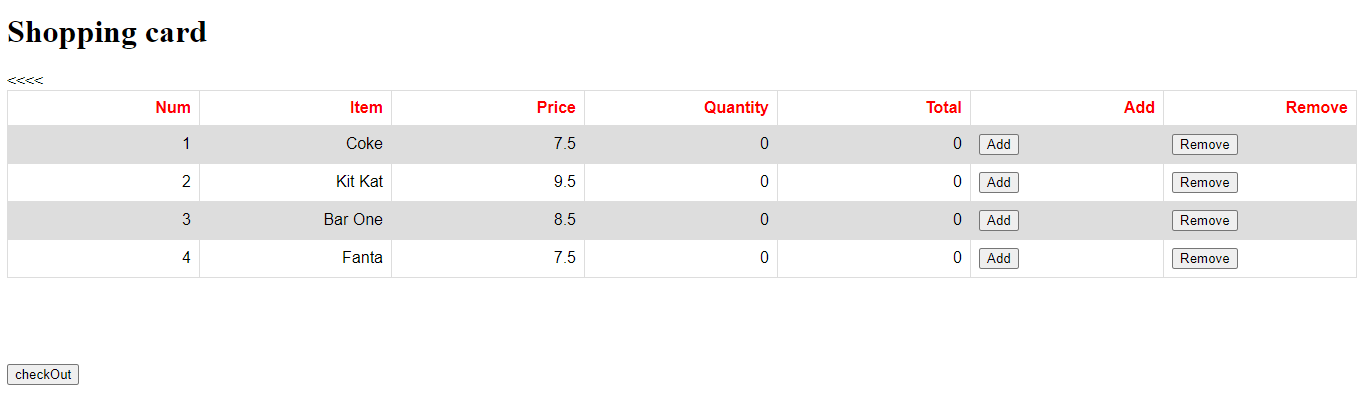 Shopping card
<<<<
Num Item Price Quantity Total Add Remove
1 Coke 7.5 0 0 Add Remove
2 Kit Kat 9.5 0 0 Add Remove
3 Bar One 8.5 0 0 Add Remove
4 Fanta 7.5 0 0 Add Remove
checkOut